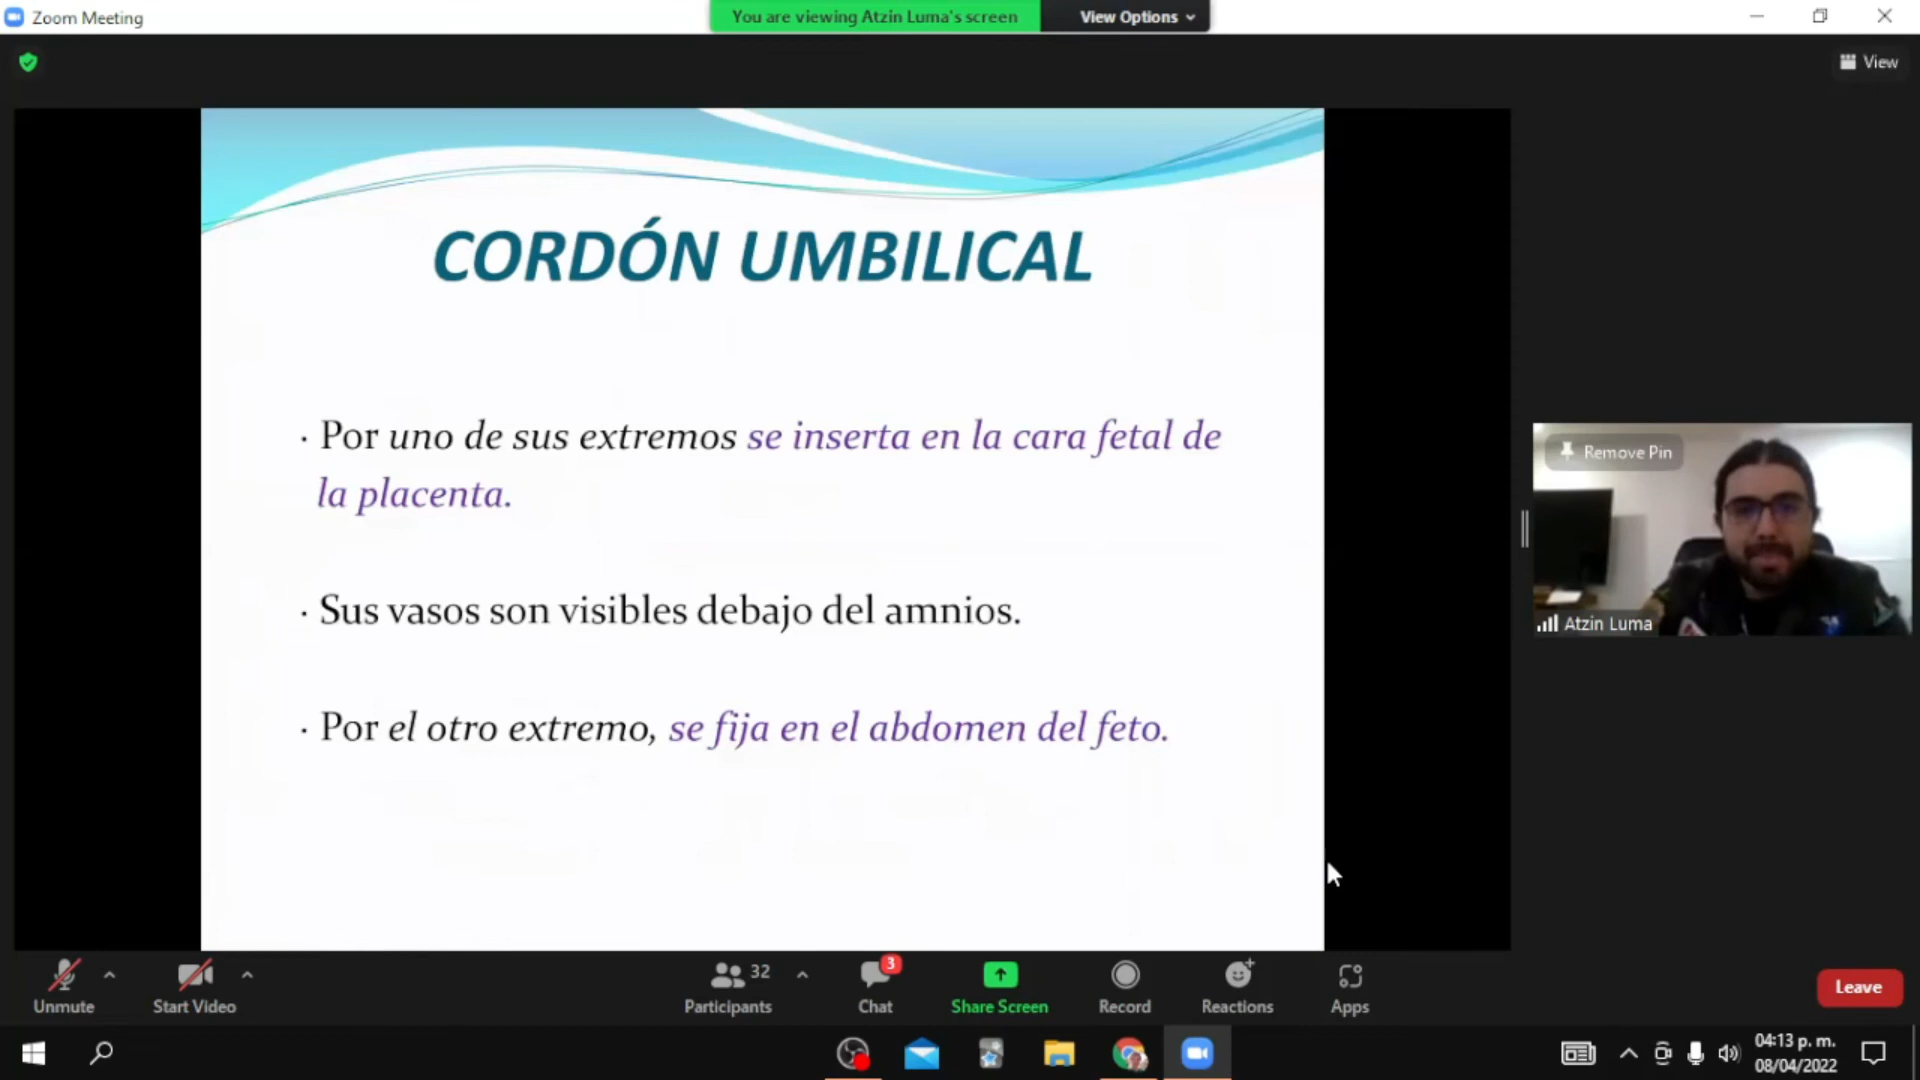 Zoom Meeting
You are viewing Atzin Luma's screen
View Options
View
CORDÓN UMBILICAL
· Por uno de sus extremos se inserta en la cara fetal de
la placenta.
· Sus vasos son visibles debajo del amnios.
· Por el otro extremo, se fija en el abdomen del feto.
Remove Pin
Atzin Luma
Unmute
Start Video
32
Participants
3
Chat
Share Screen
Record
Reactions
Apps
Leave
04:13 p. m.
08/04/2022